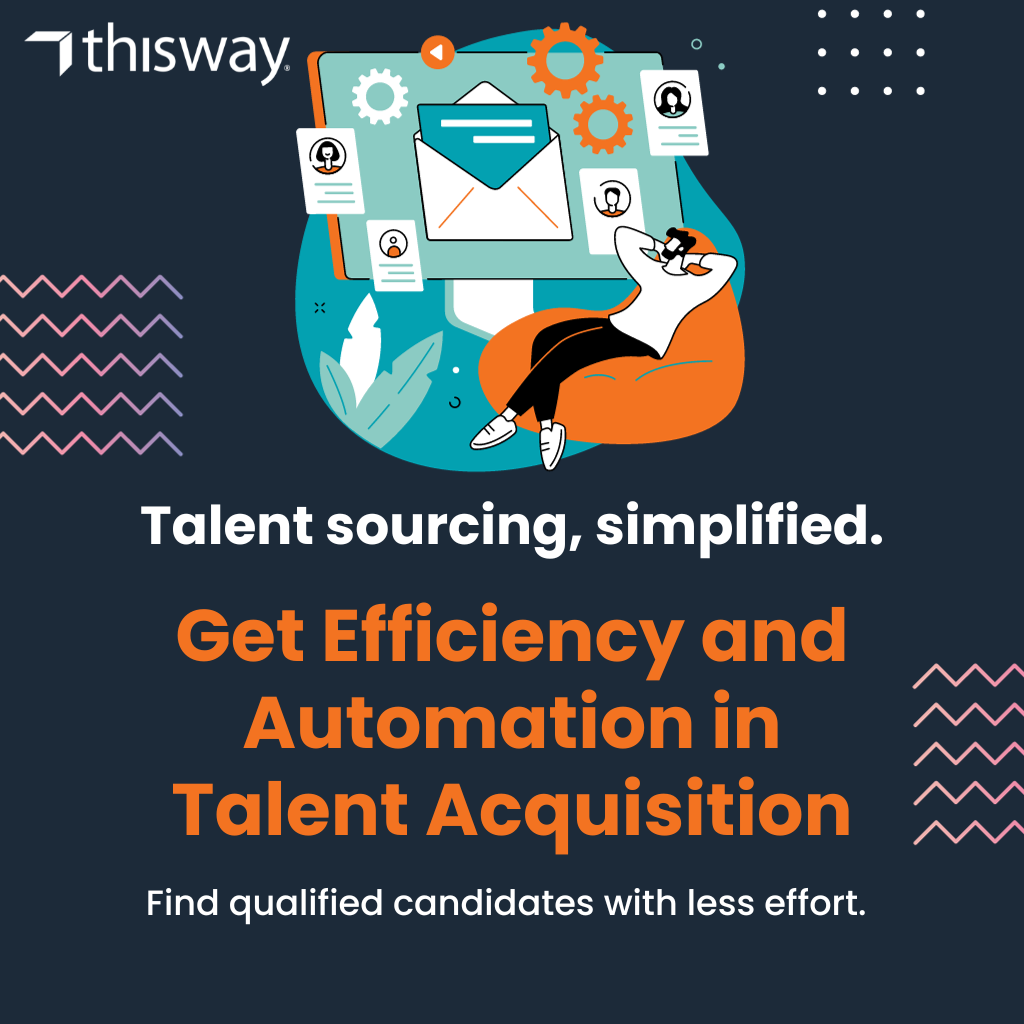 thisway®
Talent sourcing, simplified.
Get Efficiency and
Automation in
Talent Acquisition
Find qualified candidates with less effort.